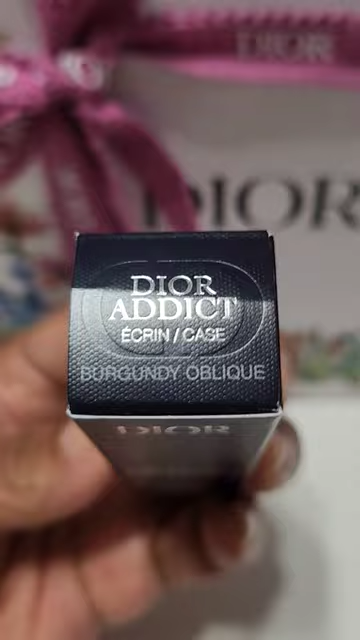 DIOR
DIOR
DIOR
ADDICT
ÉCRIN / CASE
BURGUNDY OBLIQUE
DIOR